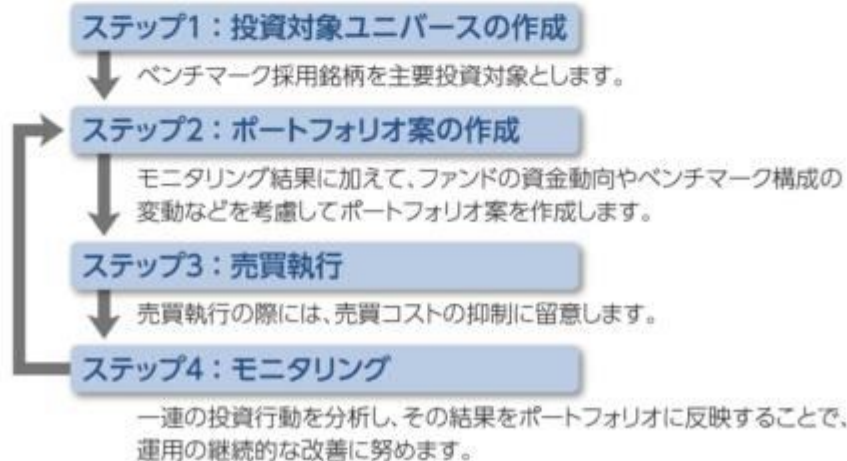 ステップ1：投資対象ユニバースの作成
ベンチマーク採用銘柄を主要投資対象とします。
ステップ2：ポートフォリオ案の作成
モニタリング結果に加えて、ファンドの資金動向やベンチマーク構成の
変動などを考慮してポートフォリオ案を作成します。
ステップ3：売買執行
売買執行の際には、売買コストの抑制に留意します。
ステップ4：モニタリング
一連の投資行動を分析し、その結果をポートフォリオに反映することで、
運用の継続的な改善に努めます。